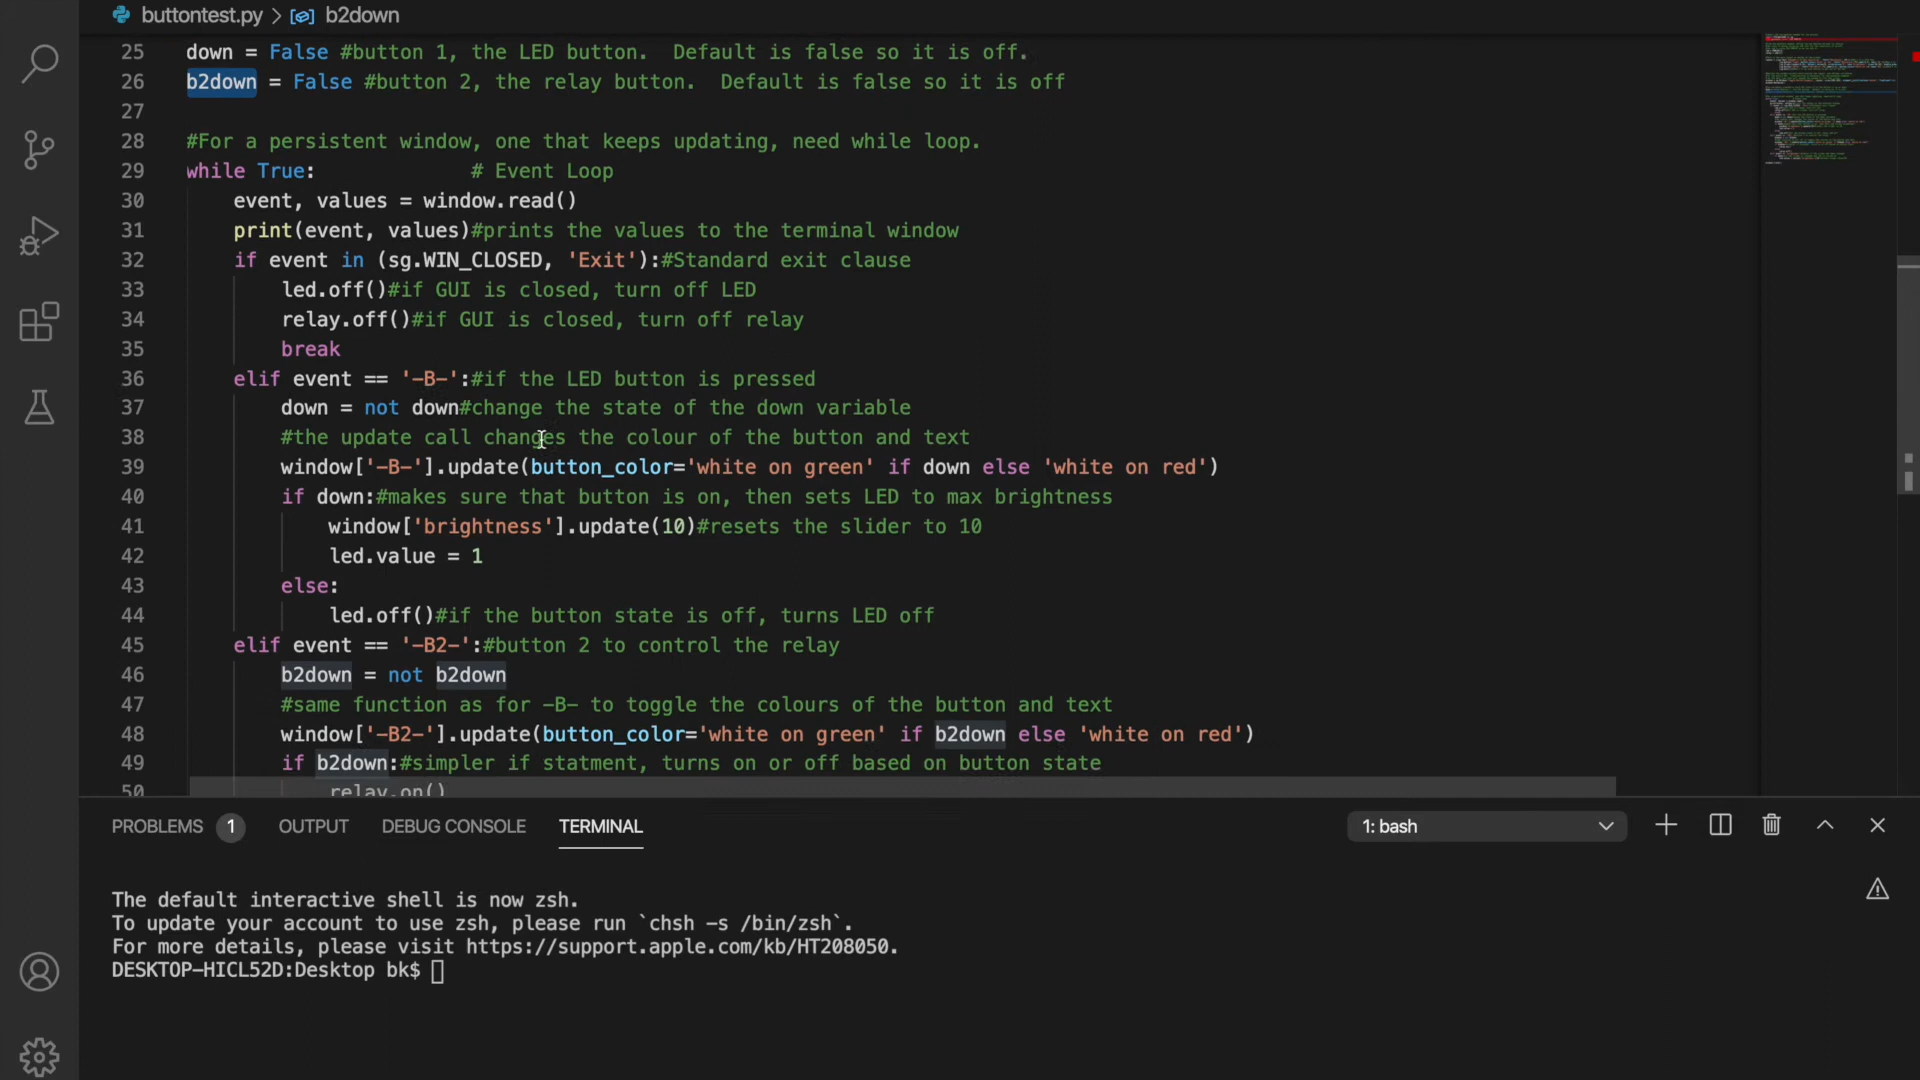 buttontest.py > b2down
25 down = False #button 1, the LED button.  Default is false so it is off.
26 b2down = False #button 2, the relay button.  Default is false so it is off
27
28 #For a persistent window, one that keeps updating, need while loop.
29 while True:             # Event Loop
30     event, values = window.read()
31     print(event, values)#prints the values to the terminal window
32     if event in (sg.WIN_CLOSED, 'Exit'):#Standard exit clause
33         led.off()#if GUI is closed, turn off LED
34         relay.off()#if GUI is closed, turn off relay
35         break
36     elif event == '-B-':#if the LED button is pressed
37         down = not down#change the state of the down variable
38         #the update call changes the colour of the button and text
39         window['-B-'].update(button_color='white on green' if down else 'white on red')
40         if down:#makes sure that button is on, then sets LED to max brightness
41             window['brightness'].update(10)#resets the slider to 10
42             led.value = 1
43         else:
44             led.off()#if the button state is off, turns LED off
45     elif event == '-B2-':#button 2 to control the relay
46         b2down = not b2down
47         #same function as for -B- to toggle the colours of the button and text
48         window['-B2-'].update(button_color='white on green' if b2down else 'white on red')
49         if b2down:#simpler if statment, turns on or off based on button state
50             relay.on()
PROBLEMS 1 OUTPUT DEBUG CONSOLE TERMINAL 1: bash
The default interactive shell is now zsh.
To update your account to use zsh, please run `chsh -s /bin/zsh`.
For more details, please visit https://support.apple.com/kb/HT208050.
DESKTOP-HICL52D:Desktop bk$